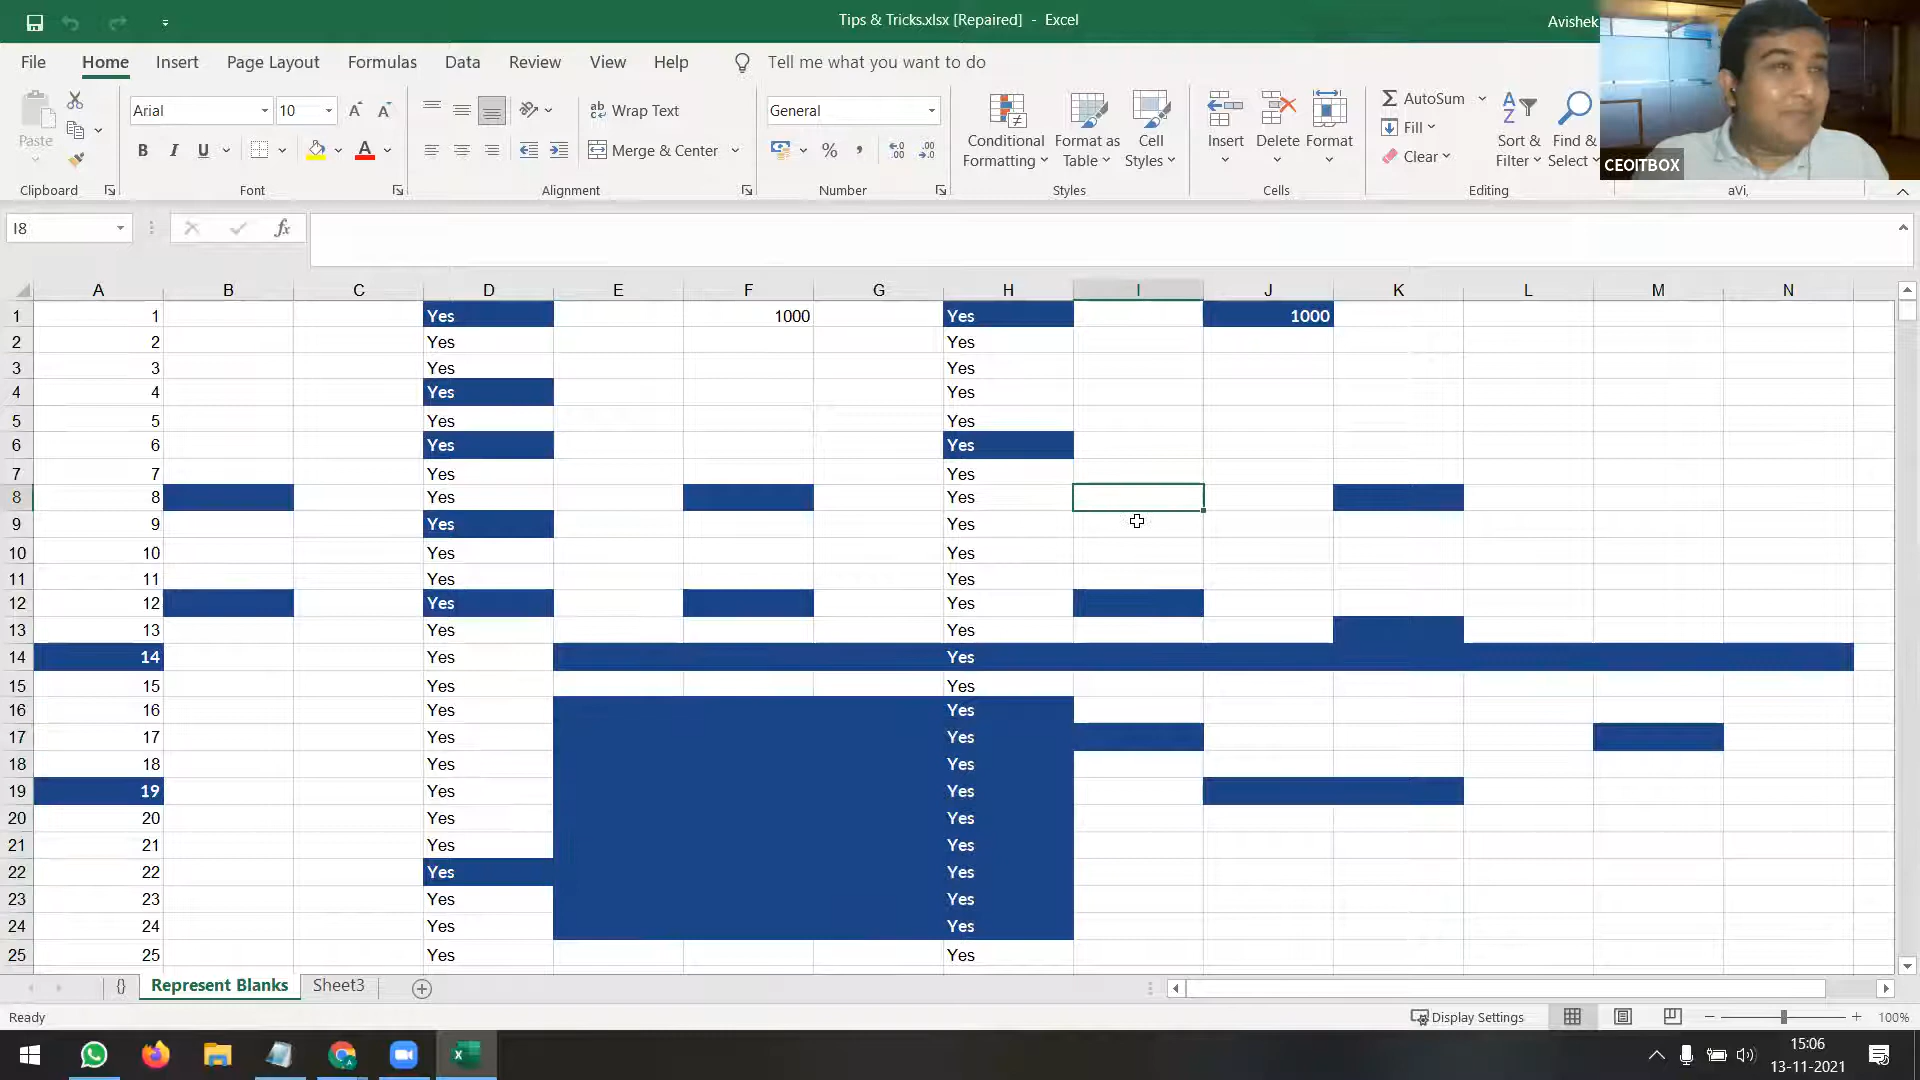 Tips & Tricks.xlsx [Repaired] - Excel
Avishek
File Home Insert Page Layout Formulas Data Review View Help Tell me what you want to do
Paste
Arial 10
Wrap Text
Merge & Center
General
Conditional Formatting
Format as Table
Cell Styles
Insert
Delete
Format
AutoSum
Fill
Clear
Sort & Filter
Find & Select
CEOITBOX
Clipboard Font Alignment Number Styles Cells Editing aVi,
I8
fx
A B C D E F G H I J K L M N
1 1 Yes 1000 Yes 1000
2 2 Yes Yes
3 3 Yes Yes
4 4 Yes Yes
5 5 Yes Yes
6 6 Yes Yes
7 7 Yes Yes
8 8 Yes Yes
9 9 Yes Yes
10 10 Yes Yes
11 11 Yes Yes
12 12 Yes Yes
13 13 Yes Yes
14 14 Yes Yes
15 15 Yes Yes
16 16 Yes Yes
17 17 Yes Yes
18 18 Yes Yes
19 19 Yes Yes
20 20 Yes Yes
21 21 Yes Yes
22 22 Yes Yes
23 23 Yes Yes
24 24 Yes Yes
25 25 Yes Yes
{} Represent Blanks Sheet3
Ready Display Settings 100%
15:06
13-11-2021